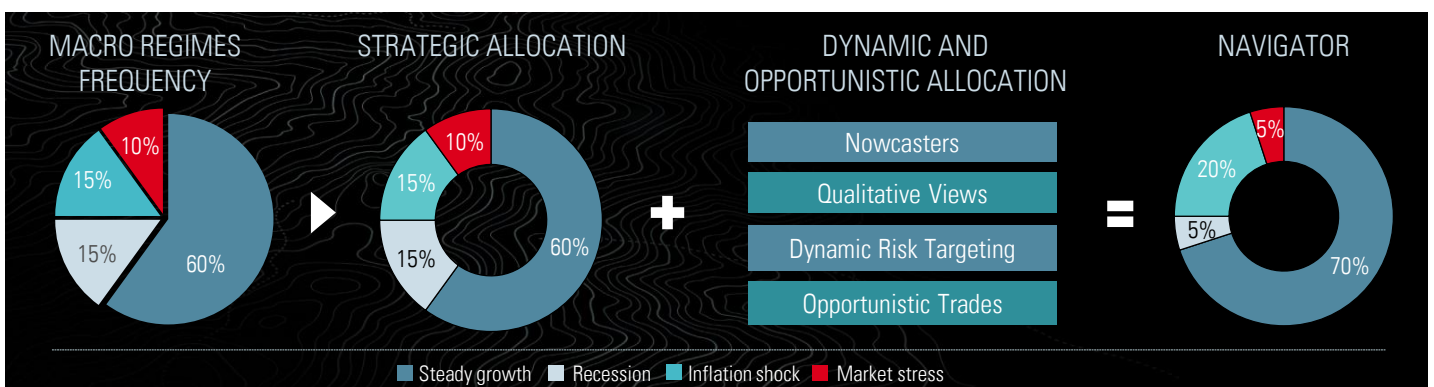 MACRO REGIMES
FREQUENCY
10%
15%
15%
60%
STRATEGIC ALLOCATION
10%
15%
15%
60%
DYNAMIC AND
OPPORTUNISTIC ALLOCATION
Nowcasters
Qualitative Views
Dynamic Risk Targeting
Opportunistic Trades
NAVIGATOR
5%
20%
5%
70%
Steady growth Recession Inflation shock Market stress